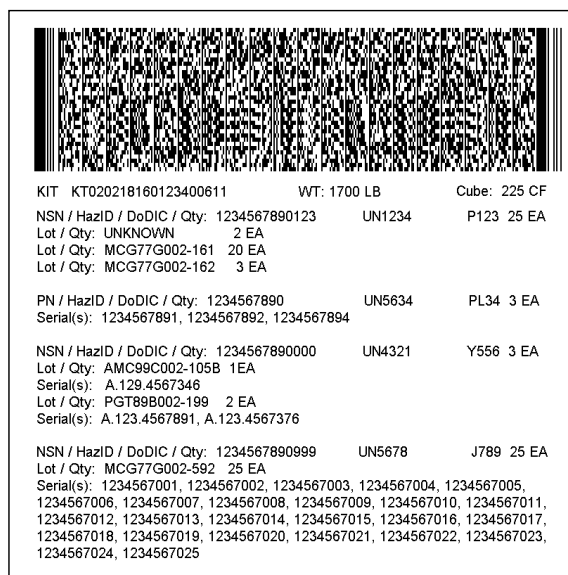 KIT KT020218160123400611 WT: 1700 LB Cube: 225 CF
NSN / HazID / DoDIC / Qty: 1234567890123 UN1234 P123 25 EA
Lot / Qty: UNKNOWN 2 EA
Lot / Qty: MCG77G002-161 20 EA
Lot / Qty: MCG77G002-162 3 EA
PN / HazID / DoDIC / Qty: 1234567890 UN5634 PL34 3 EA
Serial(s): 1234567891, 1234567892, 1234567894
NSN / HazID / DoDIC / Qty: 1234567890000 UN4321 Y556 3 EA
Lot / Qty: AMC99C002-105B 1EA
Serial(s): A.129.4567346
Lot / Qty: PGT89B002-199 2 EA
Serial(s): A.123.4567891, A.123.4567376
NSN / HazID / DoDIC / Qty: 1234567890999 UN5678 J789 25 EA
Lot / Qty: MCG77G002-592 25 EA
Serial(s): 1234567001, 1234567002, 1234567003, 1234567004, 1234567005,
1234567006, 1234567007, 1234567008, 1234567009, 1234567010, 1234567011,
1234567012, 1234567013, 1234567014, 1234567015, 1234567016, 1234567017,
1234567018, 1234567019, 1234567020, 1234567021, 1234567022, 1234567023,
1234567024, 1234567025